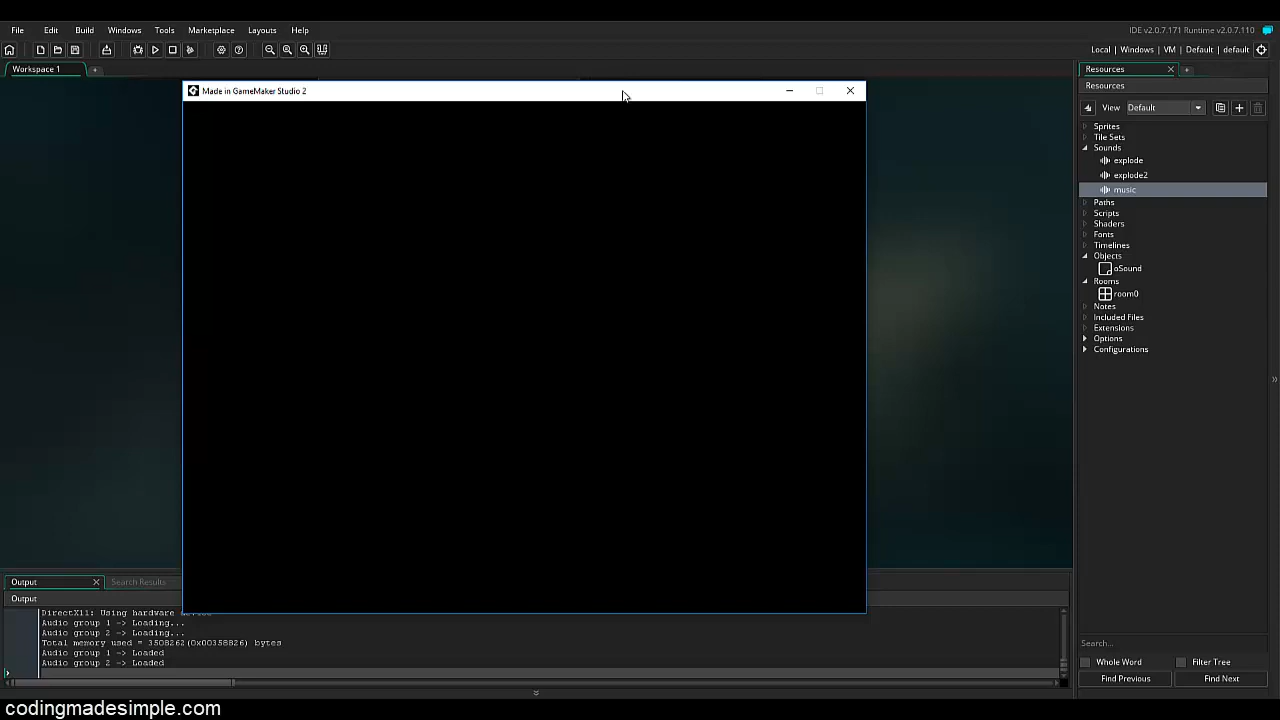 File Edit Build Windows Tools Marketplace Layouts Help
IDE v2.0.7.171 Runtime v2.0.7.110
Local | Windows | VM | Default | default
Workspace 1
Resources
Resources
Made in GameMaker Studio 2
View Default
Sprites
Tile Sets
Sounds
explode
explode2
music
Paths
Scripts
Shaders
Fonts
Timelines
Objects
oSound
Rooms
room0
Notes
Included Files
Extensions
Options
Configurations
Output Search Results
Output
DirectX11: Using hardware device
Audio group 1 -> Loading...
Audio group 2 -> Loading...
Total memory used = 3508262(0x00358826) bytes
Audio group 1 -> Loaded
Audio group 2 -> Loaded
Search...
Whole Word Filter Tree
Find Previous Find Next
codingmadesimple.com